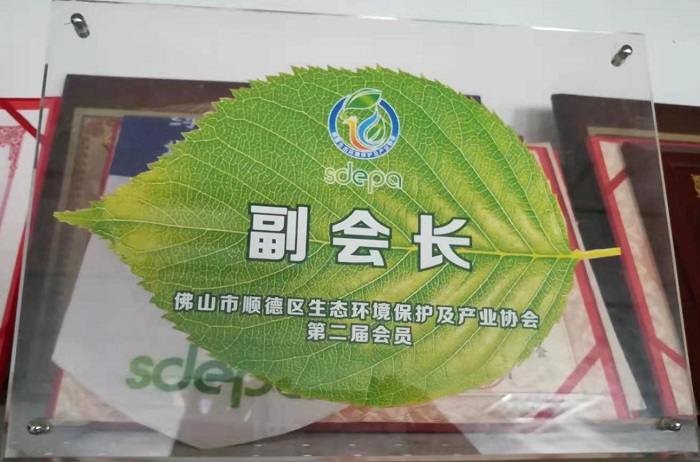 sdepa
副会长
佛山市顺德区生态环境保护及产业协会
第二届会员
sdepa